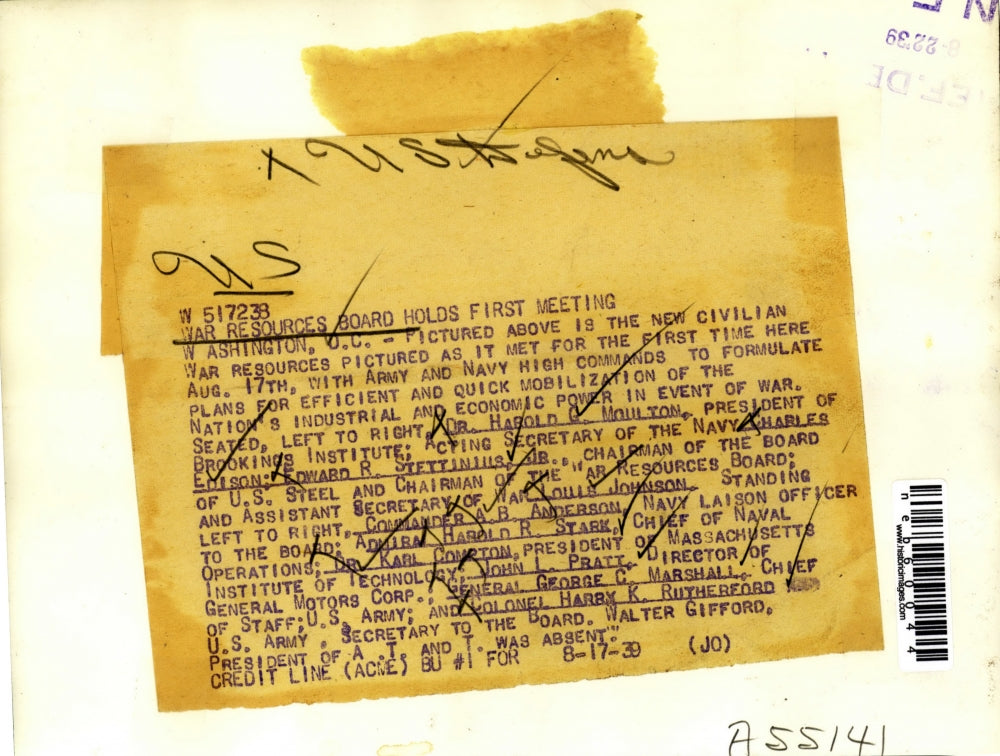 8-22'39
X US
US
W 517238
WAR RESOURCES BOARD HOLDS FIRST MEETING
WASHINGTON, D.C. - PICTURED ABOVE IS THE NEW CIVILIAN
WAR RESOURCES PICTURED AS IT MET FOR THE FIRST TIME HERE
AUG. 17TH, WITH ARMY AND NAVY HIGH COMMANDS TO FORMULATE
PLANS FOR EFFICIENT AND QUICK MOBILIZATION OF THE
NATION'S INDUSTRIAL AND ECONOMIC POWER IN EVENT OF WAR.
SEATED, LEFT TO RIGHT, DR. HAROLD G. MOULTON, PRESIDENT OF
BROOKINGS INSTITUTE; ACTING SECRETARY OF THE NAVY CHARLES
EDISON; EDWARD R. STETTINIUS, JR., CHAIRMAN OF THE BOARD
OF U.S. STEEL AND CHAIRMAN OF THE WAR RESOURCES BOARD;
AND ASSISTANT SECRETARY OF WAR LOUIS JOHNSON. STANDING
LEFT TO RIGHT, COMMANDER A. B. ANDERSON, NAVY LAISON OFFICER
TO THE BOARD; ADMIRAL HAROLD R. STARK, CHIEF OF NAVAL
OPERATIONS; DR. KARL COMPTON, PRESIDENT OF MASSACHUSETTS
INSTITUTE OF TECHNOLOGY; JOHN L. PRATT, DIRECTOR OF
GENERAL MOTORS CORP.; GENERAL GEORGE C. MARSHALL, CHIEF
OF STAFF; U.S. ARMY; AND COLONEL HARRY K. RUTHERFORD
U.S. ARMY, SECRETARY TO THE BOARD. WALTER GIFFORD,
PRESIDENT OF A .T. AND T. WAS ABSENT.
CREDIT LINE (ACME) BU #1 FOR 8-17-39 (JO)
neb60044
www.historicimages.com
A55141